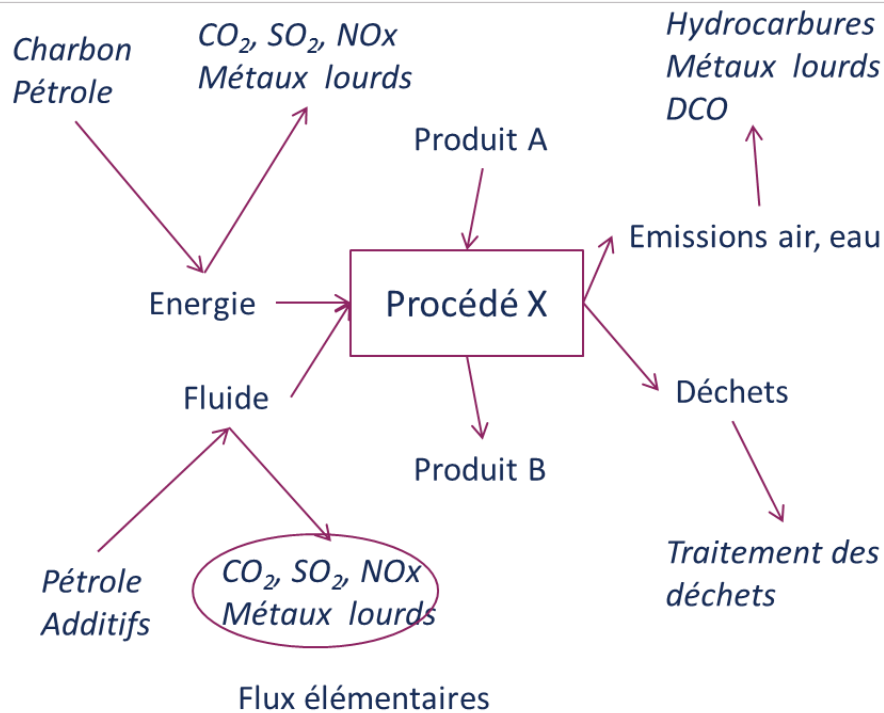 Charbon
Pétrole
CO₂, SO₂, NOx
Métaux lourds
Hydrocarbures
Métaux lourds
DCO
Produit A
Emissions air, eau
Energie
Procédé X
Fluide
Déchets
Produit B
Pétrole
Additifs
CO₂, SO₂, NOx
Métaux lourds
Traitement des
déchets
Flux élémentaires